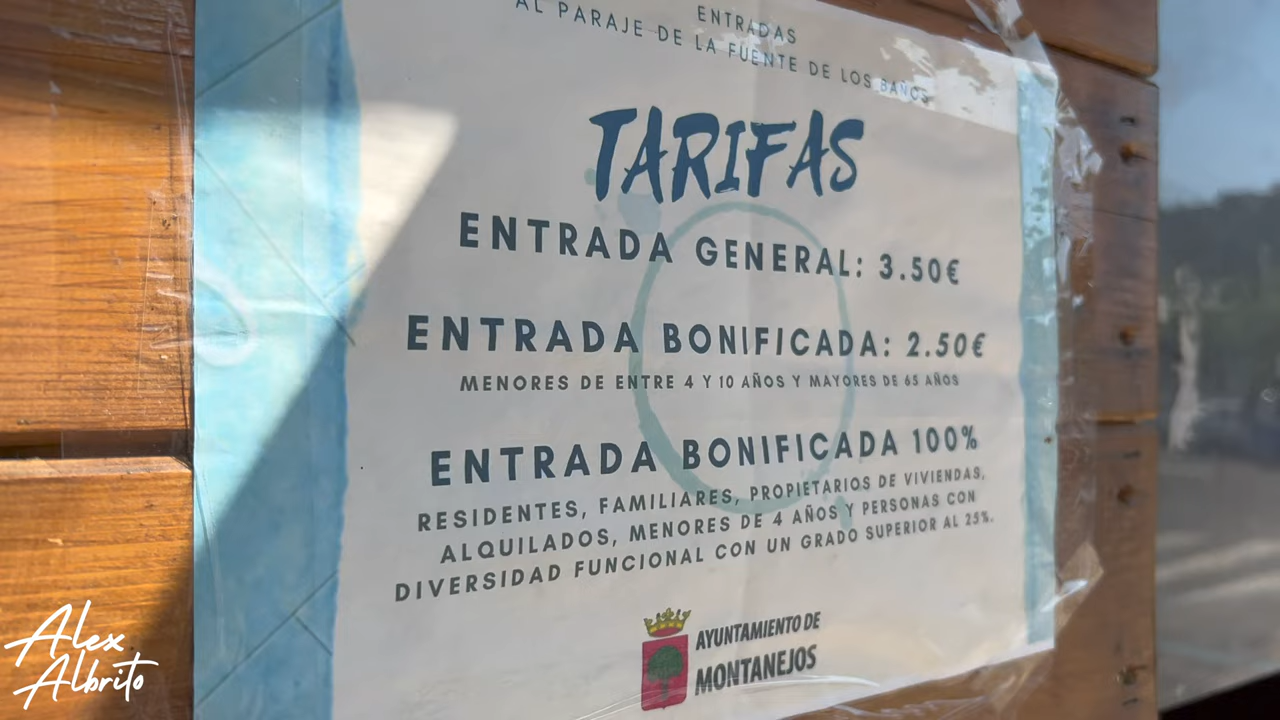 ENTRADAS
AL PARAJE DE LA FUENTE DE LOS BAÑOS
TARIFAS
ENTRADA GENERAL: 3.50€
ENTRADA BONIFICADA: 2.50€
MENORES DE ENTRE 4 Y 10 AÑOS Y MAYORES DE 65 AÑOS
ENTRADA BONIFICADA 100%
RESIDENTES, FAMILIARES, PROPIETARIOS DE VIVIENDAS,
ALQUILADOS, MENORES DE 4 AÑOS Y PERSONAS CON
DIVERSIDAD FUNCIONAL CON UN GRADO SUPERIOR AL 25%.
AYUNTAMIENTO DE
MONTANEJOS
Alex
Albrito